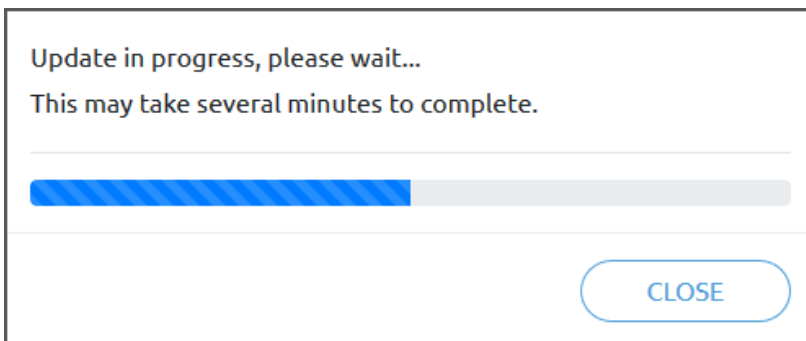 Update in progress, please wait...
This may take several minutes to complete.
CLOSE